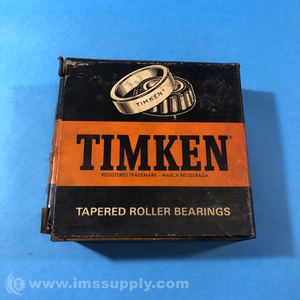 TIMKEN
TIMKEN®
REGISTERED TRADEMARK - MARCA REGISTRADA
TAPERED ROLLER BEARINGS
© www.imssupply.com